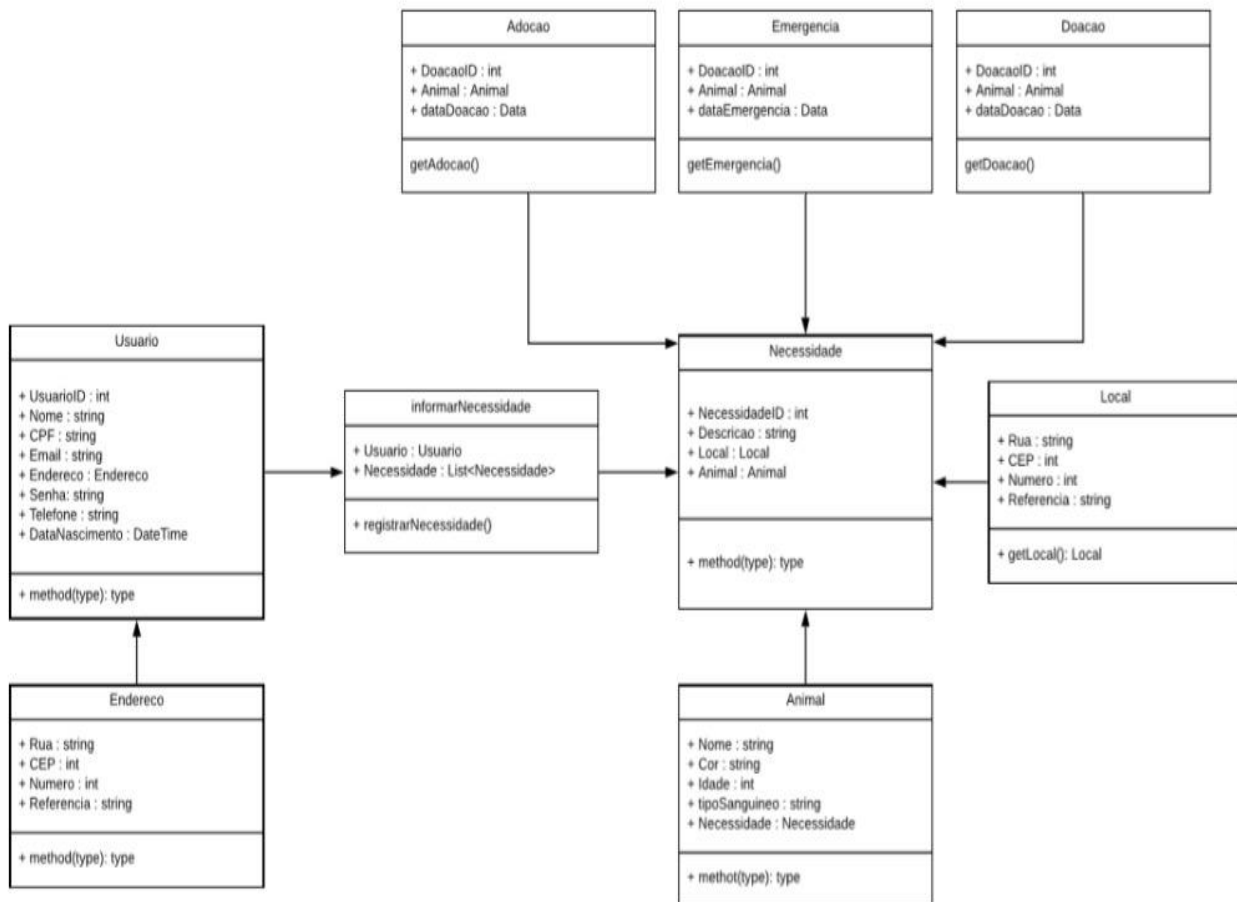 Adocao
+ DoacaoID : int
+ Animal : Animal
+ dataDoacao : Data
getAdocao()
Emergencia
+ DoacaoID : int
+ Animal : Animal
+ dataEmergencia : Data
getEmergencia()
Doacao
+ DoacaoID : int
+ Animal : Animal
+ dataDoacao : Data
getDoacao()
Usuario
+ UsuarioID : int
+ Nome : string
+ CPF : string
+ Email : string
+ Endereco : Endereco
+ Senha: string
+ Telefone : string
+ DataNascimento : DateTime
+ method(type): type
informarNecessidade
+ Usuario : Usuario
+ Necessidade : List<Necessidade>
+ registrarNecessidade()
Necessidade
+ NecessidadeID : int
+ Descricao : string
+ Local : Local
+ Animal : Animal
+ method(type): type
Local
+ Rua : string
+ CEP : int
+ Numero : int
+ Referencia : string
+ getLocal(): Local
Endereco
+ Rua : string
+ CEP : int
+ Numero : int
+ Referencia : string
+ method(type): type
Animal
+ Nome : string
+ Cor : string
+ Idade : int
+ tipoSanguineo : string
+ Necessidade : Necessidade
+ methot(type): type